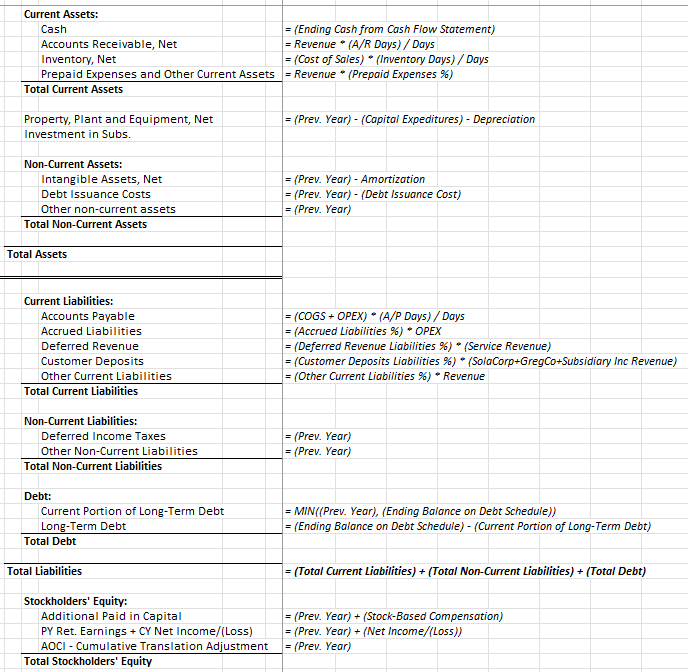 Current Assets:
Cash = (Ending Cash from Cash Flow Statement)
Accounts Receivable, Net = Revenue * (A/R Days) / Days
Inventory, Net = (Cost of Sales) * (Inventory Days) / Days
Prepaid Expenses and Other Current Assets = Revenue * (Prepaid Expenses %)
Total Current Assets
Property, Plant and Equipment, Net = (Prev. Year) - (Capital Expeditures) - Depreciation
Investment in Subs.
Non-Current Assets:
Intangible Assets, Net = (Prev. Year) - Amortization
Debt Issuance Costs = (Prev. Year) - (Debt Issuance Cost)
Other non-current assets = (Prev. Year)
Total Non-Current Assets
Total Assets
Current Liabilities:
Accounts Payable = (COGS + OPEX) * (A/P Days) / Days
Accrued Liabilities = (Accrued Liabilities %) * OPEX
Deferred Revenue = (Deferred Revenue Liabilities %) * (Service Revenue)
Customer Deposits = (Customer Deposits Liabilities %) * (SolaCorp+GregCo+Subsidiary Inc Revenue)
Other Current Liabilities = (Other Current Liabilities %) * Revenue
Total Current Liabilities
Non-Current Liabilities:
Deferred Income Taxes = (Prev. Year)
Other Non-Current Liabilities = (Prev. Year)
Total Non-Current Liabilities
Debt:
Current Portion of Long-Term Debt = MIN((Prev. Year), (Ending Balance on Debt Schedule))
Long-Term Debt = (Ending Balance on Debt Schedule) - (Current Portion of Long-Term Debt)
Total Debt
Total Liabilities = (Total Current Liabilities) + (Total Non-Current Liabilities) + (Total Debt)
Stockholders' Equity:
Additional Paid in Capital = (Prev. Year) + (Stock-Based Compensation)
PY Ret. Earnings + CY Net Income/(Loss) = (Prev. Year) + (Net Income/(Loss))
AOCI - Cumulative Translation Adjustment = (Prev. Year)
Total Stockholders' Equity